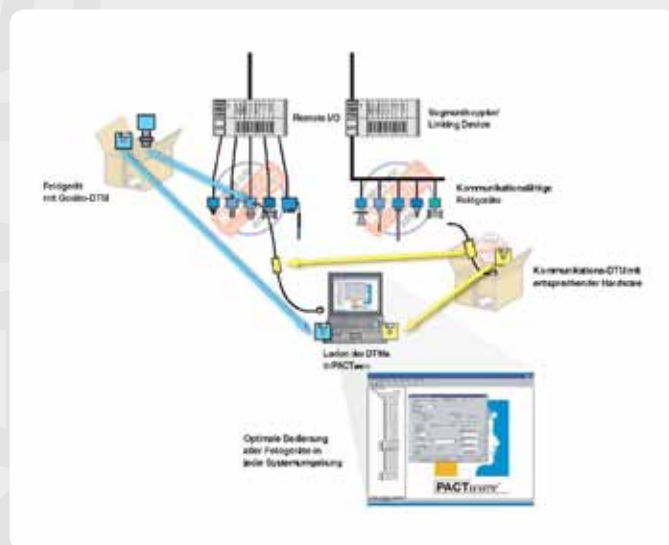 Remote I/O
Segmentkoppler/
Linking Device
Feldgerät
mit Geräte-DTM
Kommunikationsfähige
Feldgeräte
Kommunikations-DTM mit
entsprechender Hardware
Laden der DTMs
in PACTware
Optimale Bedienung
aller Feldgeräte in
jede Systemumgebung
PACTware